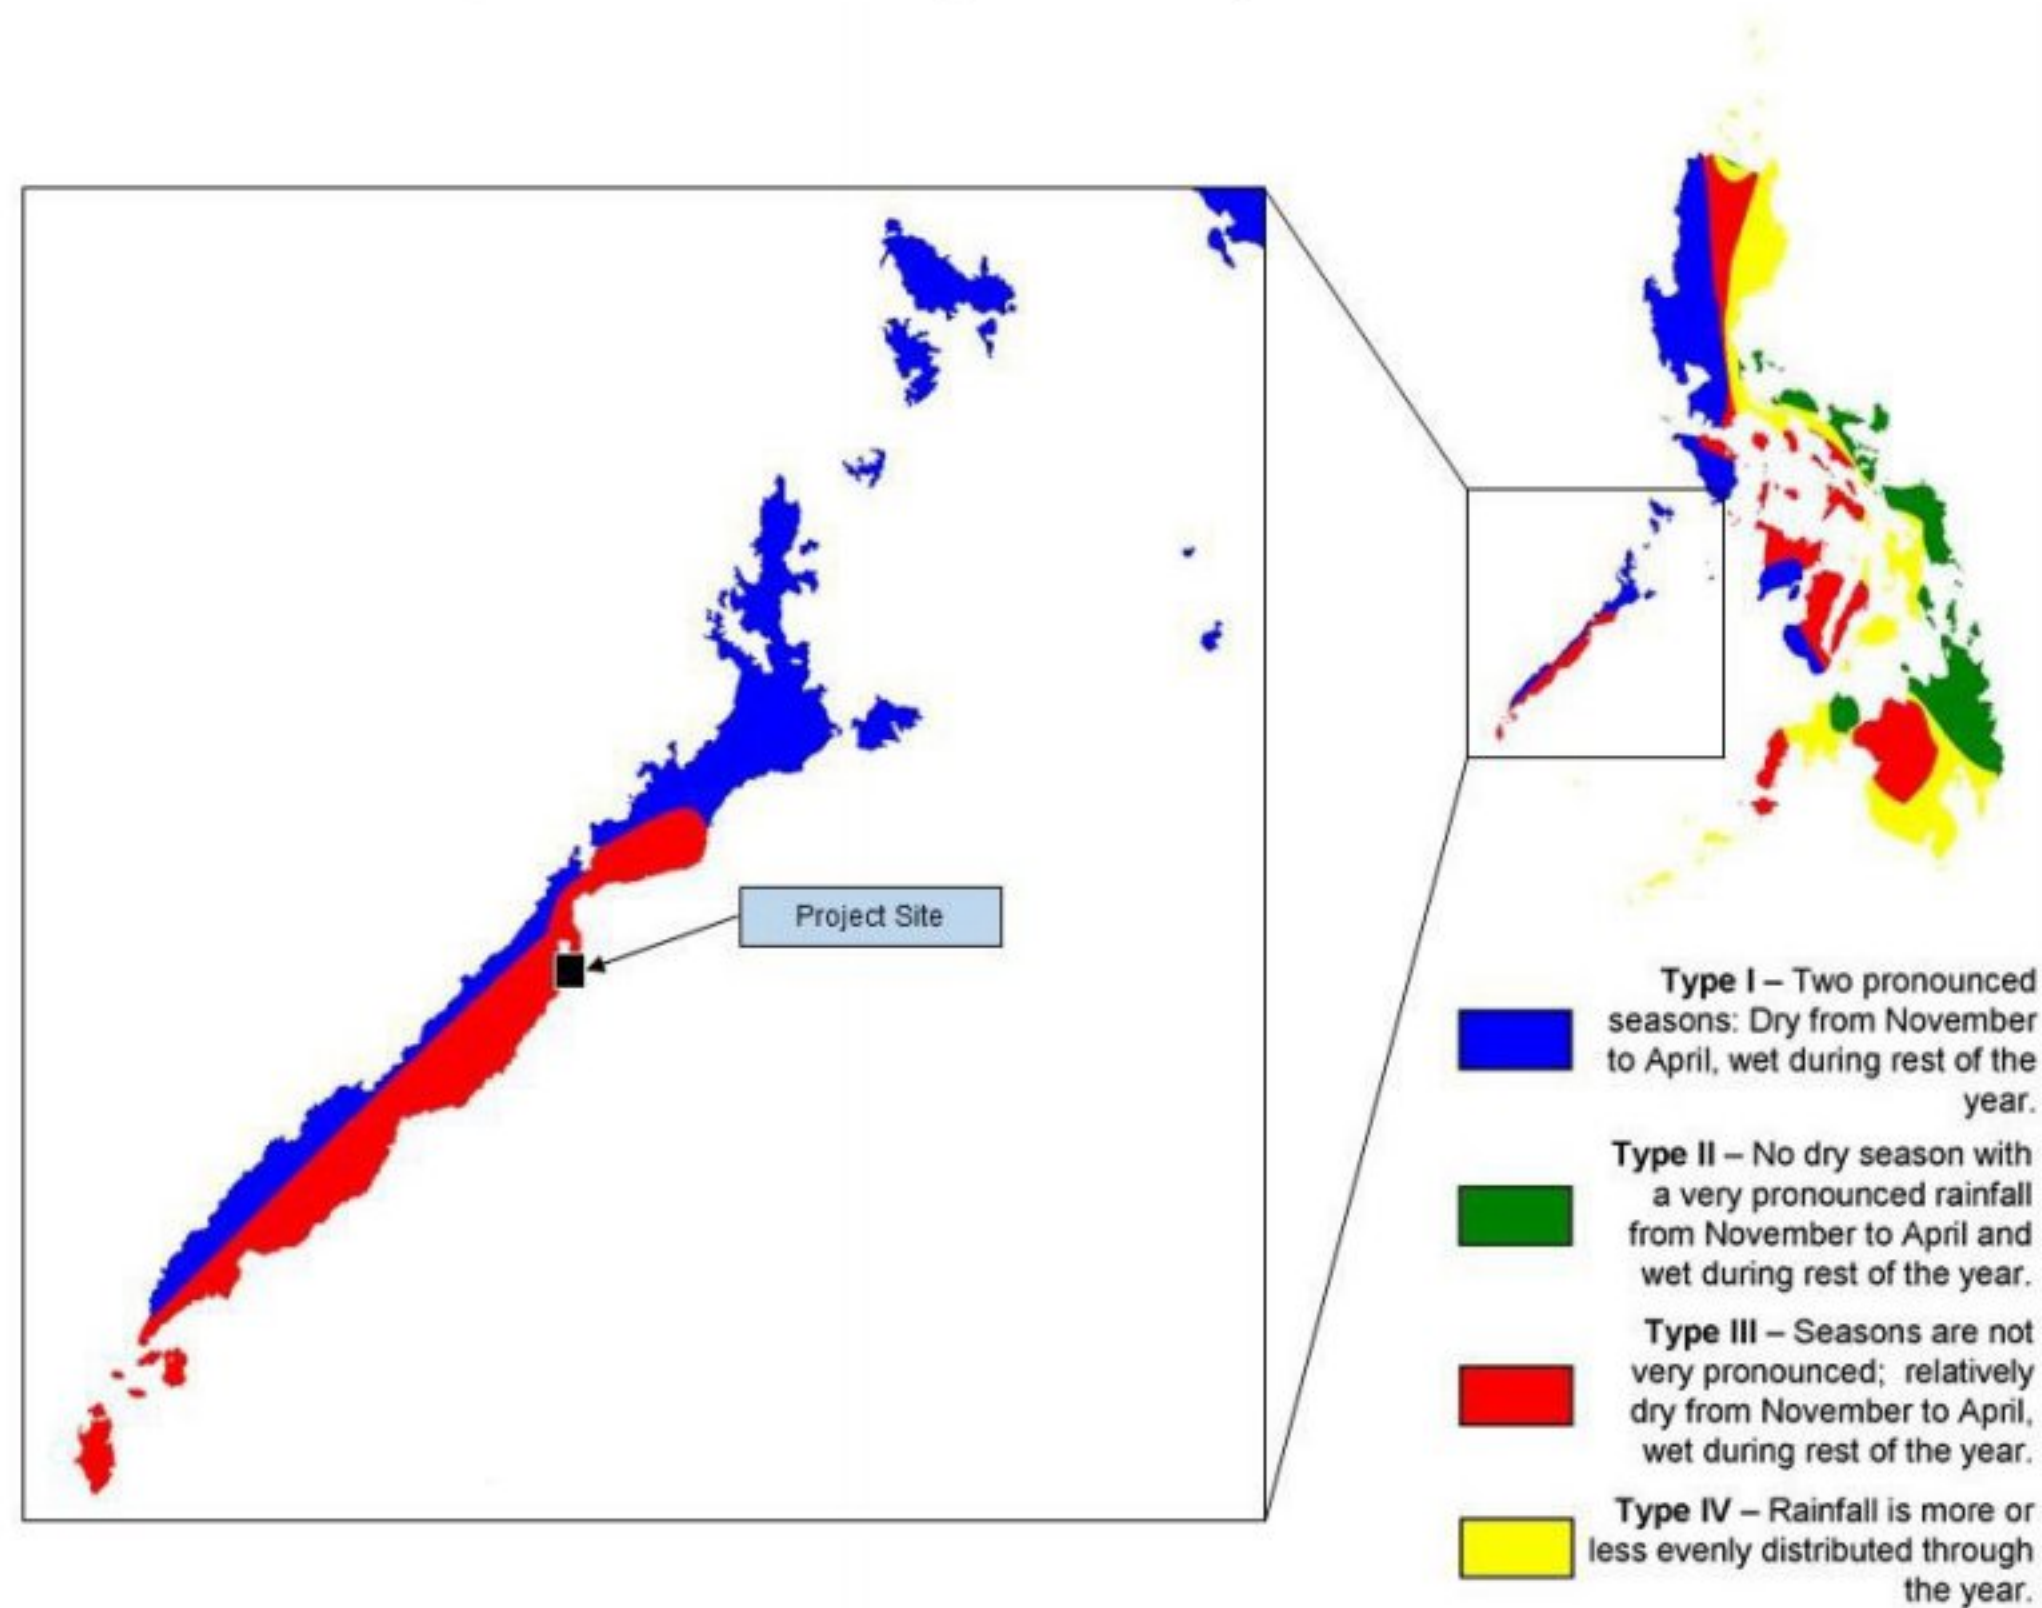 Project Site
Type I – Two pronounced
seasons: Dry from November
to April, wet during rest of the
year.
Type II – No dry season with
a very pronounced rainfall
from November to April and
wet during rest of the year.
Type III – Seasons are not
very pronounced; relatively
dry from November to April,
wet during rest of the year.
Type IV – Rainfall is more or
less evenly distributed through
the year.